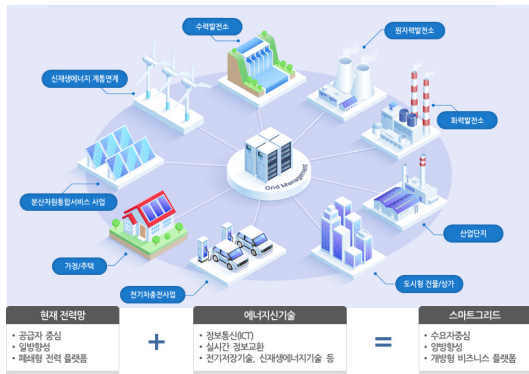 수력발전소
원자력발전소
신재생에너지 계통연계
화력발전소
Grid Management
분산자원통합서비스 사업
산업단지
가정/주택
도시형 건물/상가
전기차충전사업
현재 전력망
• 공급자 중심
• 일방향성
• 폐쇄형 전력 플랫폼
+
에너지신기술
• 정보통신(ICT)
• 실시간 정보교환
• 전기저장기술, 신재생에너지기술 등
=
스마트그리드
• 수요자중심
• 양방향성
• 개방형 비즈니스 플랫폼